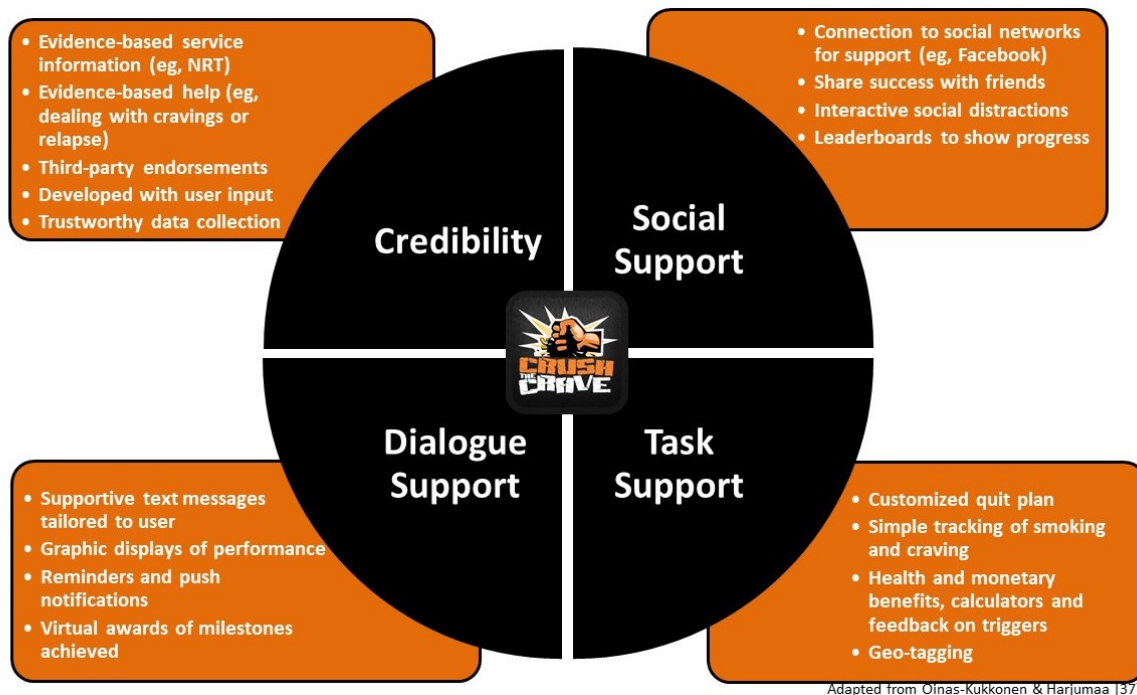 • Evidence-based service
information (eg, NRT)
• Evidence-based help (eg,
dealing with cravings or
relapse)
• Third-party endorsements
• Developed with user input
• Trustworthy data collection
• Connection to social networks
for support (eg, Facebook)
• Share success with friends
• Interactive social distractions
• Leaderboards to show progress
Credibility
Social
Support
CRUSH
THE
CRAVE
Dialogue
Support
Task
Support
• Supportive text messages
tailored to user
• Graphic displays of performance
• Reminders and push
notifications
• Virtual awards of milestones
achieved
• Customized quit plan
• Simple tracking of smoking
and craving
• Health and monetary
benefits, calculators and
feedback on triggers
• Geo-tagging
Adapted from Oinas-Kukkonen & Harjumaa [37